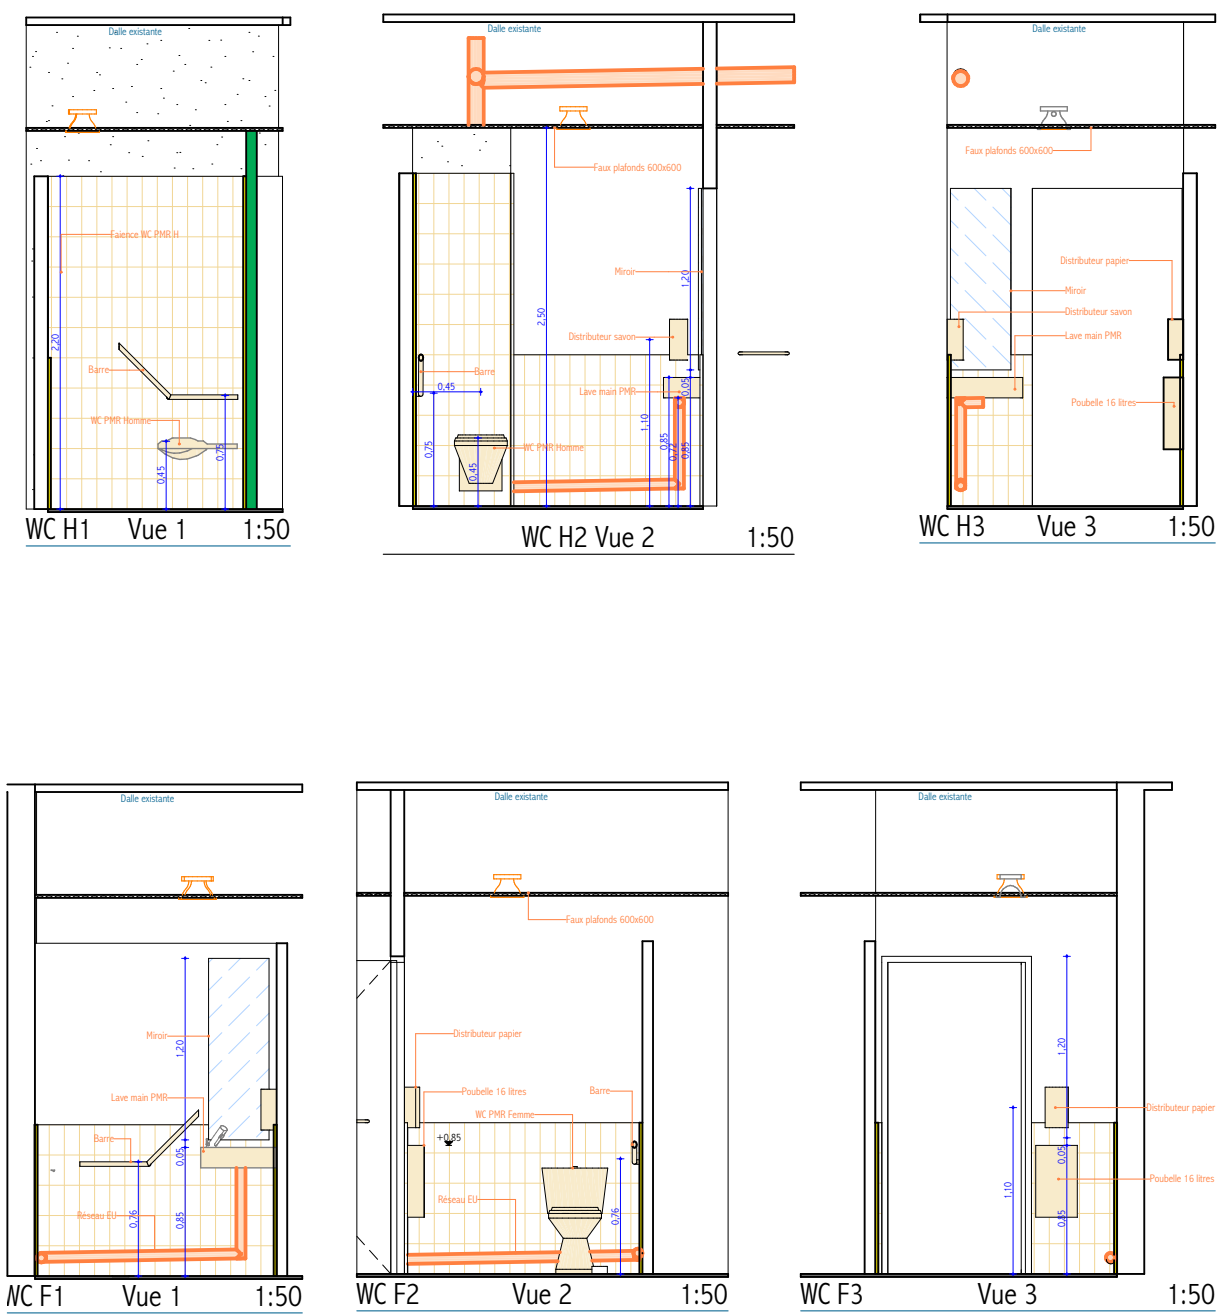 Dalle existante
Faience WC PMR H
2,20
Barre
WC PMR Homme
0,45
0,75
WC H1 Vue 1 1:50
Dalle existante
Faux plafonds 600x600
Miroir
1,20
2,50
Distributeur savon
Barre
0,45
Lave main PMR
0,05
1,10
0,85
0,72
0,85
0,75
WC PMR Homme
0,45
WC H2 Vue 2 1:50
Dalle existante
Faux plafonds 600x600
Distributeur papier
Miroir
Distributeur savon
Lave main PMR
Poubelle 16 litres
WC H3 Vue 3 1:50
Dalle existante
Miroir
1,20
Lave main PMR
Barre
0,05
0,76
0,85
Réseau EU
WC F1 Vue 1 1:50
Dalle existante
Faux plafonds 600x600
Distributeur papier
Poubelle 16 litres
Barre
WC PMR Femme
+0,85
Réseau EU
0,76
WC F2 Vue 2 1:50
Dalle existante
1,20
Distributeur papier
0,05
Poubelle 16 litres
1,10
0,85
WC F3 Vue 3 1:50